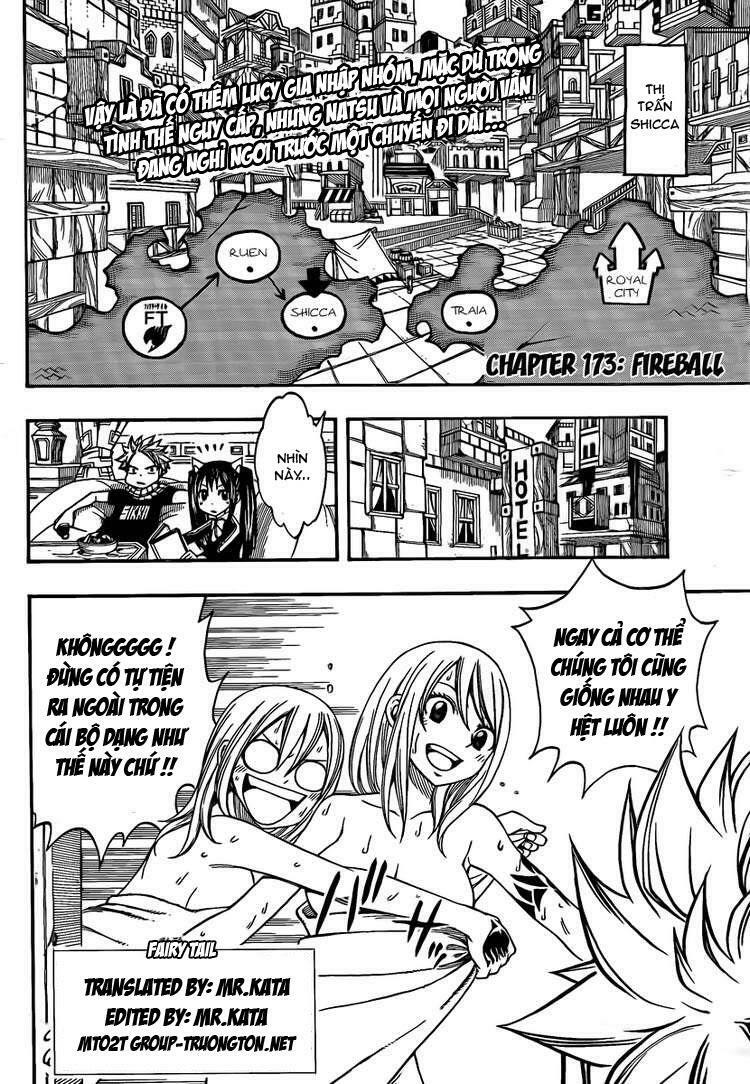 VẬY LÀ ĐÃ CÓ THÊM LUCY GIA NHẬP NHÓM, MẶC DÙ TRONG
TÌNH THẾ NGUY CẤP, NHƯNG NATSU VÀ MỌI NGƯỜI VẪN
ĐANG NGHỈ NGƠI TRƯỚC MỘT CHUYẾN ĐI DÀI . .
THỊ
TRẤN
SHICCA
RUEN
FT
SHICCA
TRAIA
ROYAL
CITY
CHAPTER 173: FIREBALL
NHÌN
NÀY..
HOTEL
KHÔNGGGGG !
ĐỪNG CÓ TỰ TIỆN
RA NGOÀI TRONG
CÁI BỘ DẠNG NHƯ
THẾ NÀY CHỨ !!
NGAY CẢ CƠ THỂ
CHÚNG TÔI CŨNG
GIỐNG NHAU Y
HỆT LUÔN !!
FAIRY TAIL
TRANSLATED BY: MR.KATA
EDITED BY: MR.KATA
MTO2T GROUP-TRUONGTON.NET